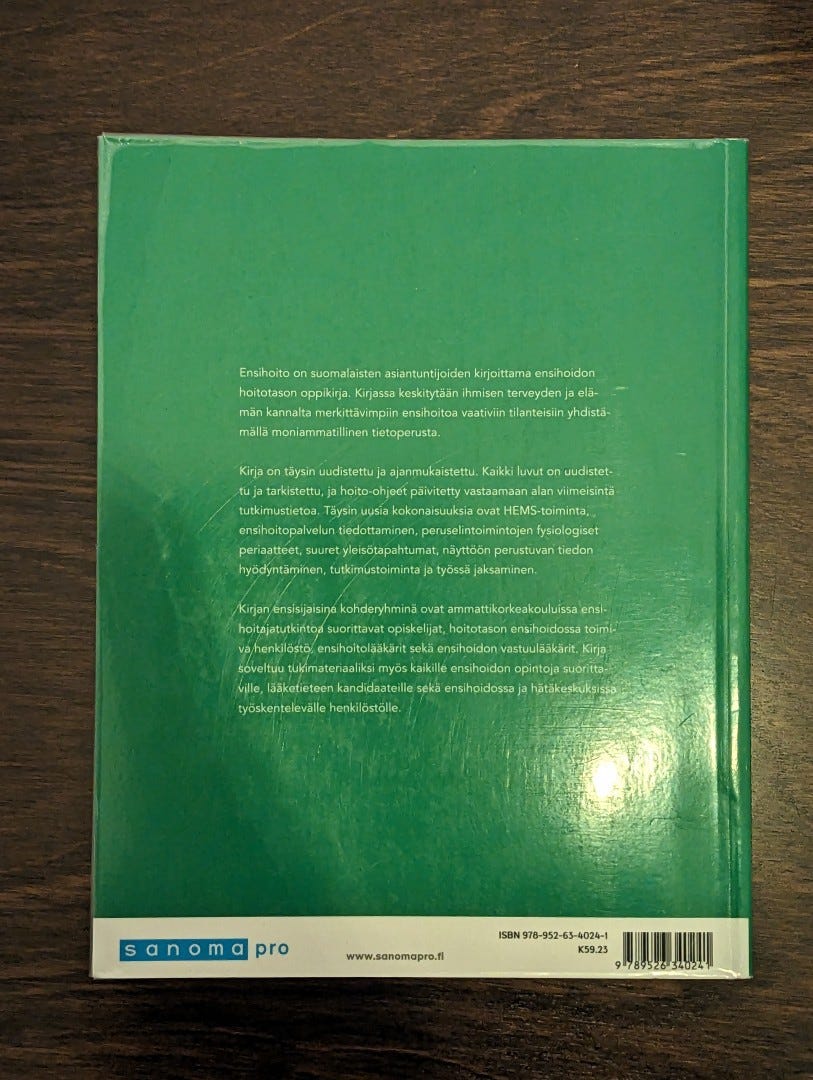 Ensihoito on suomalaisten asiantuntijoiden kirjoittama ensihoidon
hoitotason oppikirja. Kirjassa keskitytään ihmisen terveyden ja elä-
män kannalta merkittävimpiin ensihoitoa vaativiin tilanteisiin yhdistä-
mällä moniammatillinen tietoperusta.
Kirja on täysin uudistettu ja ajanmukaistettu. Kaikki luvut on uudistet-
tu ja tarkistettu, ja hoito-ohjeet päivitetty vastaamaan alan viimeisintä
tutkimustietoa. Täysin uusia kokonaisuuksia ovat HEMS-toiminta,
ensihoitopalvelun tiedottaminen, peruselintoimintojen fysiologiset
periaatteet, suuret yleisötapahtumat, näyttöön perustuvan tiedon
hyödyntäminen, tutkimustoiminta ja työssä jaksaminen.
Kirjan ensisijaisina kohderyhminä ovat ammattikorkeakouluissa ensi-
hoitajatutkintoa suorittavat opiskelijat, hoitotason ensihoidossa toimi-
va henkilöstö, ensihoitolääkärit sekä ensihoidon vastuulääkärit. Kirja
soveltuu tukimateriaaliksi myös kaikille ensihoidon opintoja suoritta-
ville, lääketieteen kandidaateille sekä ensihoidossa ja hätäkeskuksissa
työskentelevälle henkilöstölle.
sanoma pro
www.sanomapro.fi
ISBN 978-952-63-4024-1
K59.23
9 789526 340241